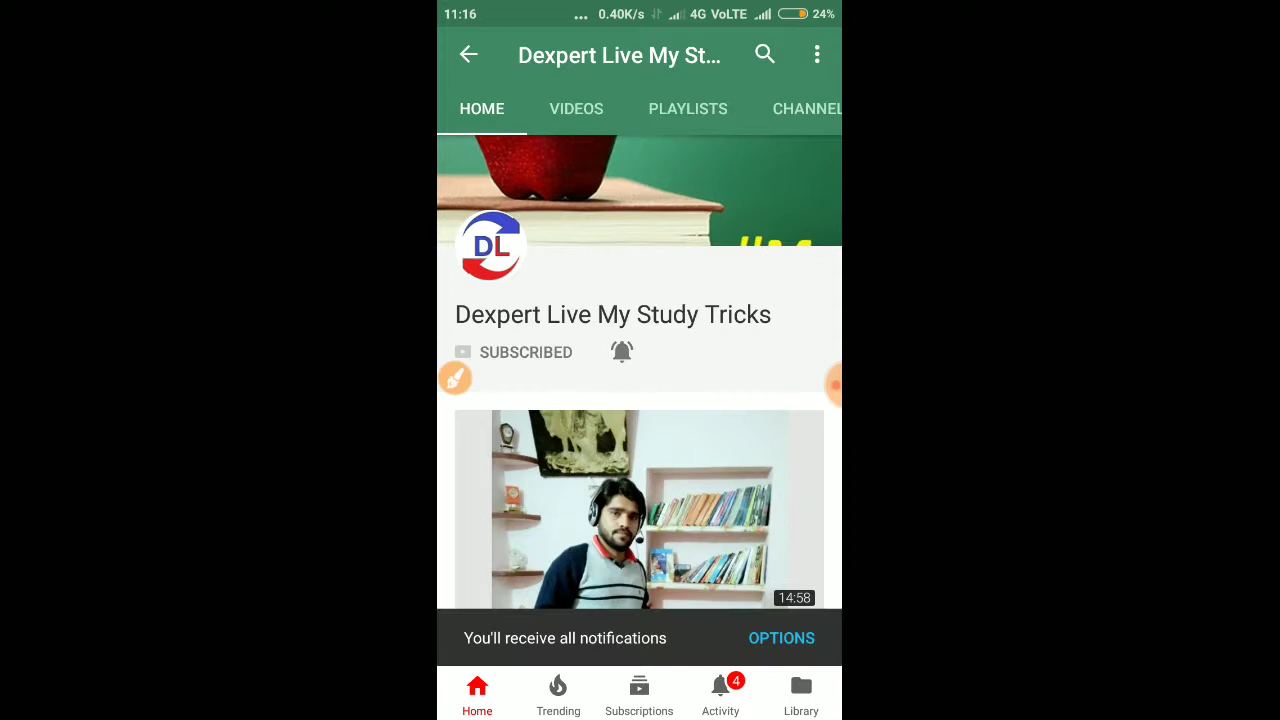 11:16 ... 0.40K/s 4G VoLTE 24%
Dexpert Live My St...
HOME VIDEOS PLAYLISTS CHANNEL
DL
Dexpert Live My Study Tricks
SUBSCRIBED
14:58
You'll receive all notifications OPTIONS
4
Home Trending Subscriptions Activity Library